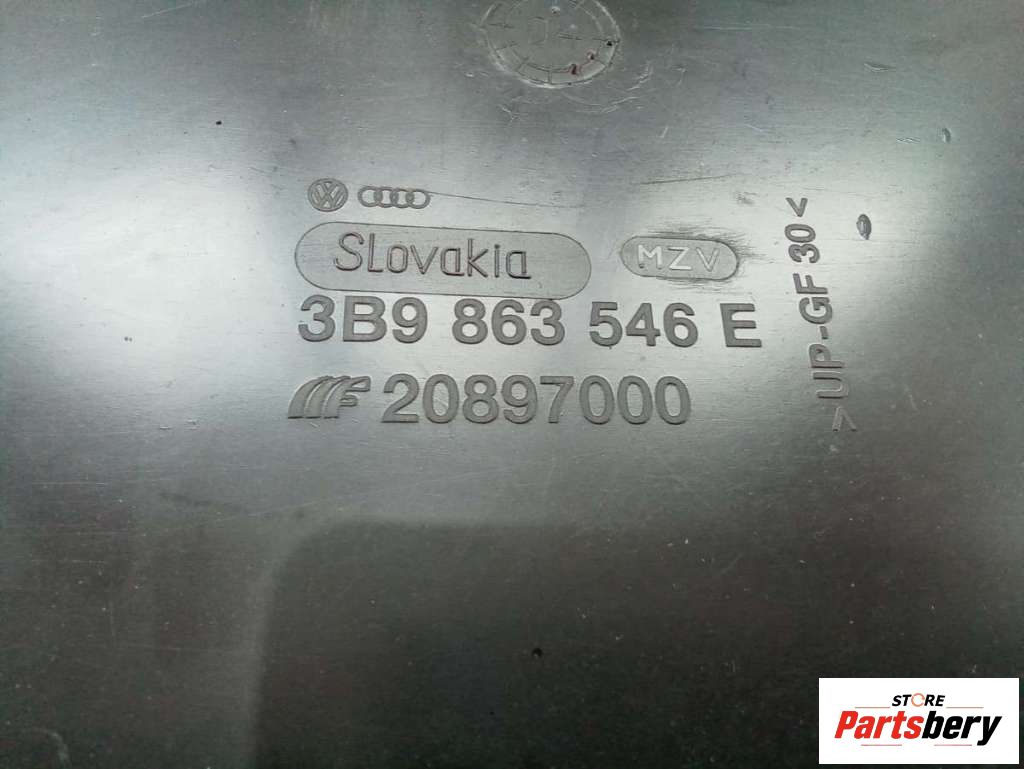 SLovakia
MZV
3B9 863 546 E
20897000
>UP-GF 30<
STORE
Partsbery